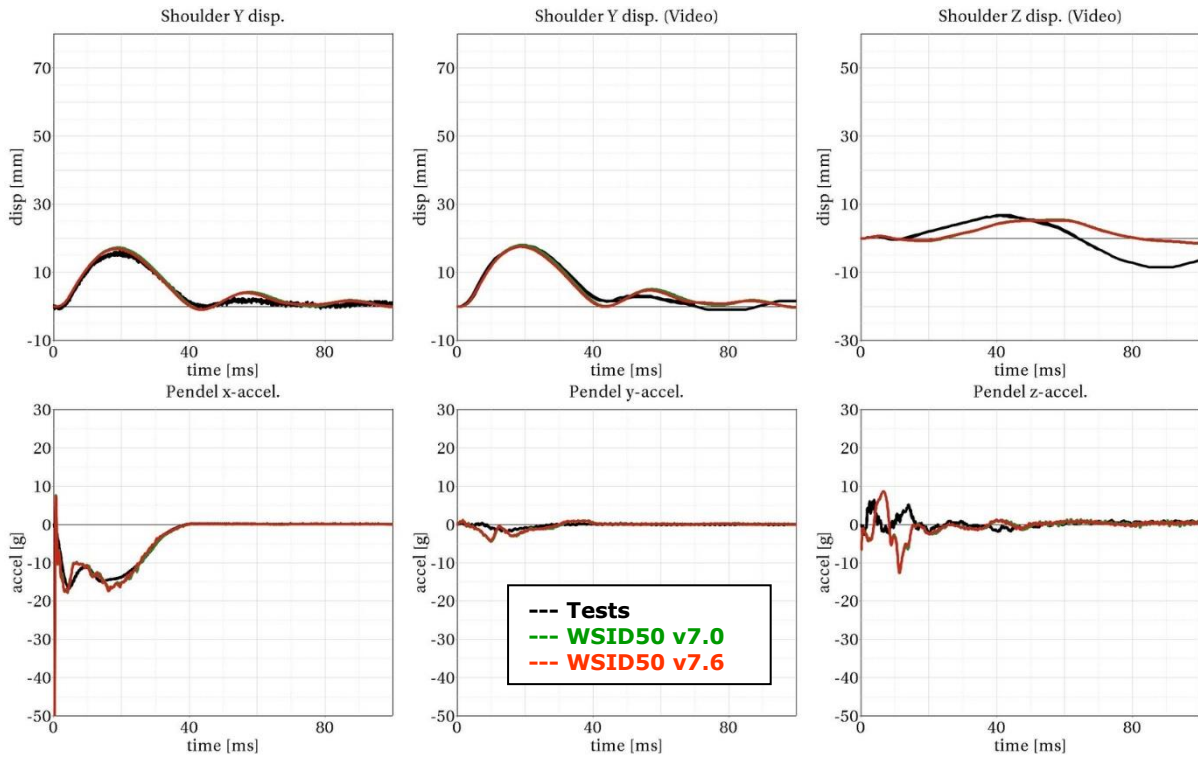 Shoulder Y disp.
70
50
30
10
-10
disp [mm]
0 40 80
time [ms]
Shoulder Y disp. (Video)
70
50
30
10
-10
disp [mm]
0 40 80
time [ms]
Shoulder Z disp. (Video)
50
30
10
-10
-30
disp [mm]
0 40 80
time [ms]
Pendel x-accel.
30
20
10
0
-10
-20
-30
-40
-50
accel [g]
0 40 80
time [ms]
Pendel y-accel.
30
20
10
0
-10
-20
-30
-40
-50
accel [g]
0 40 80
time [ms]
--- Tests
--- WSID50 v7.0
--- WSID50 v7.6
Pendel z-accel.
30
20
10
0
-10
-20
-30
-40
-50
accel [g]
0 40 80
time [ms]